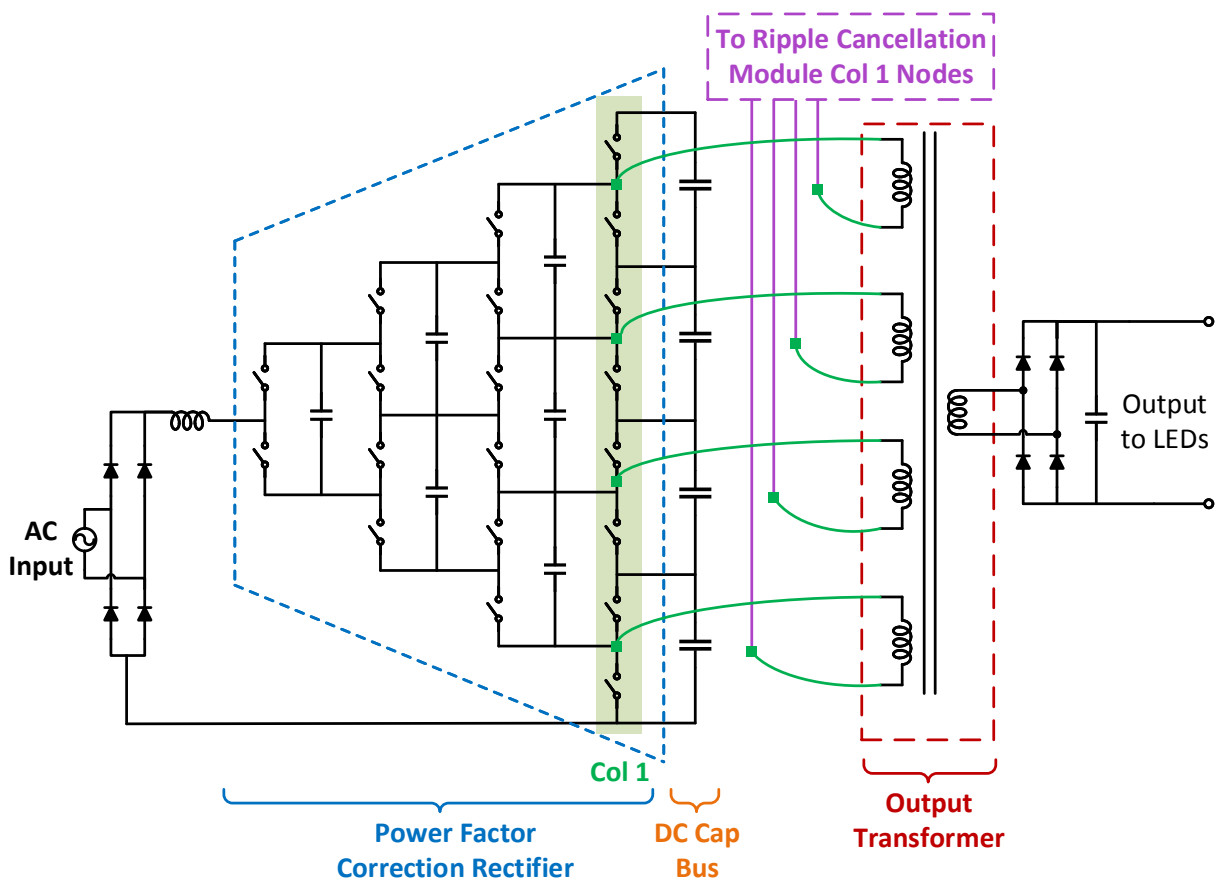 To Ripple Cancellation
Module Col 1 Nodes
AC
Input
Output
to LEDs
Col 1
Power Factor
Correction Rectifier
DC Cap
Bus
Output
Transformer